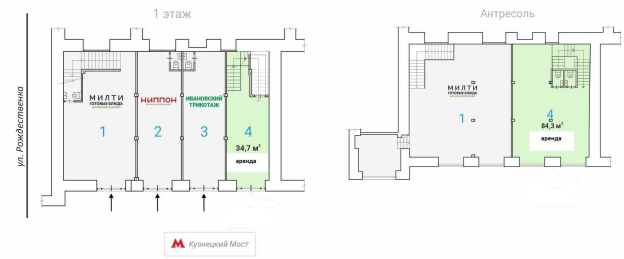 1 этаж
Антресоль
ул. Рождественка
МИЛТИ
ГОТОВЫЕ БЛЮДА
1
НИППОН
2
ИВАНОВСКИЙ
ТРИКОТАЖ
3
4
34,7 м²
аренда
МИЛТИ
ГОТОВЫЕ БЛЮДА
1
4
84,3 м²
аренда
М Кузнецкий Мост